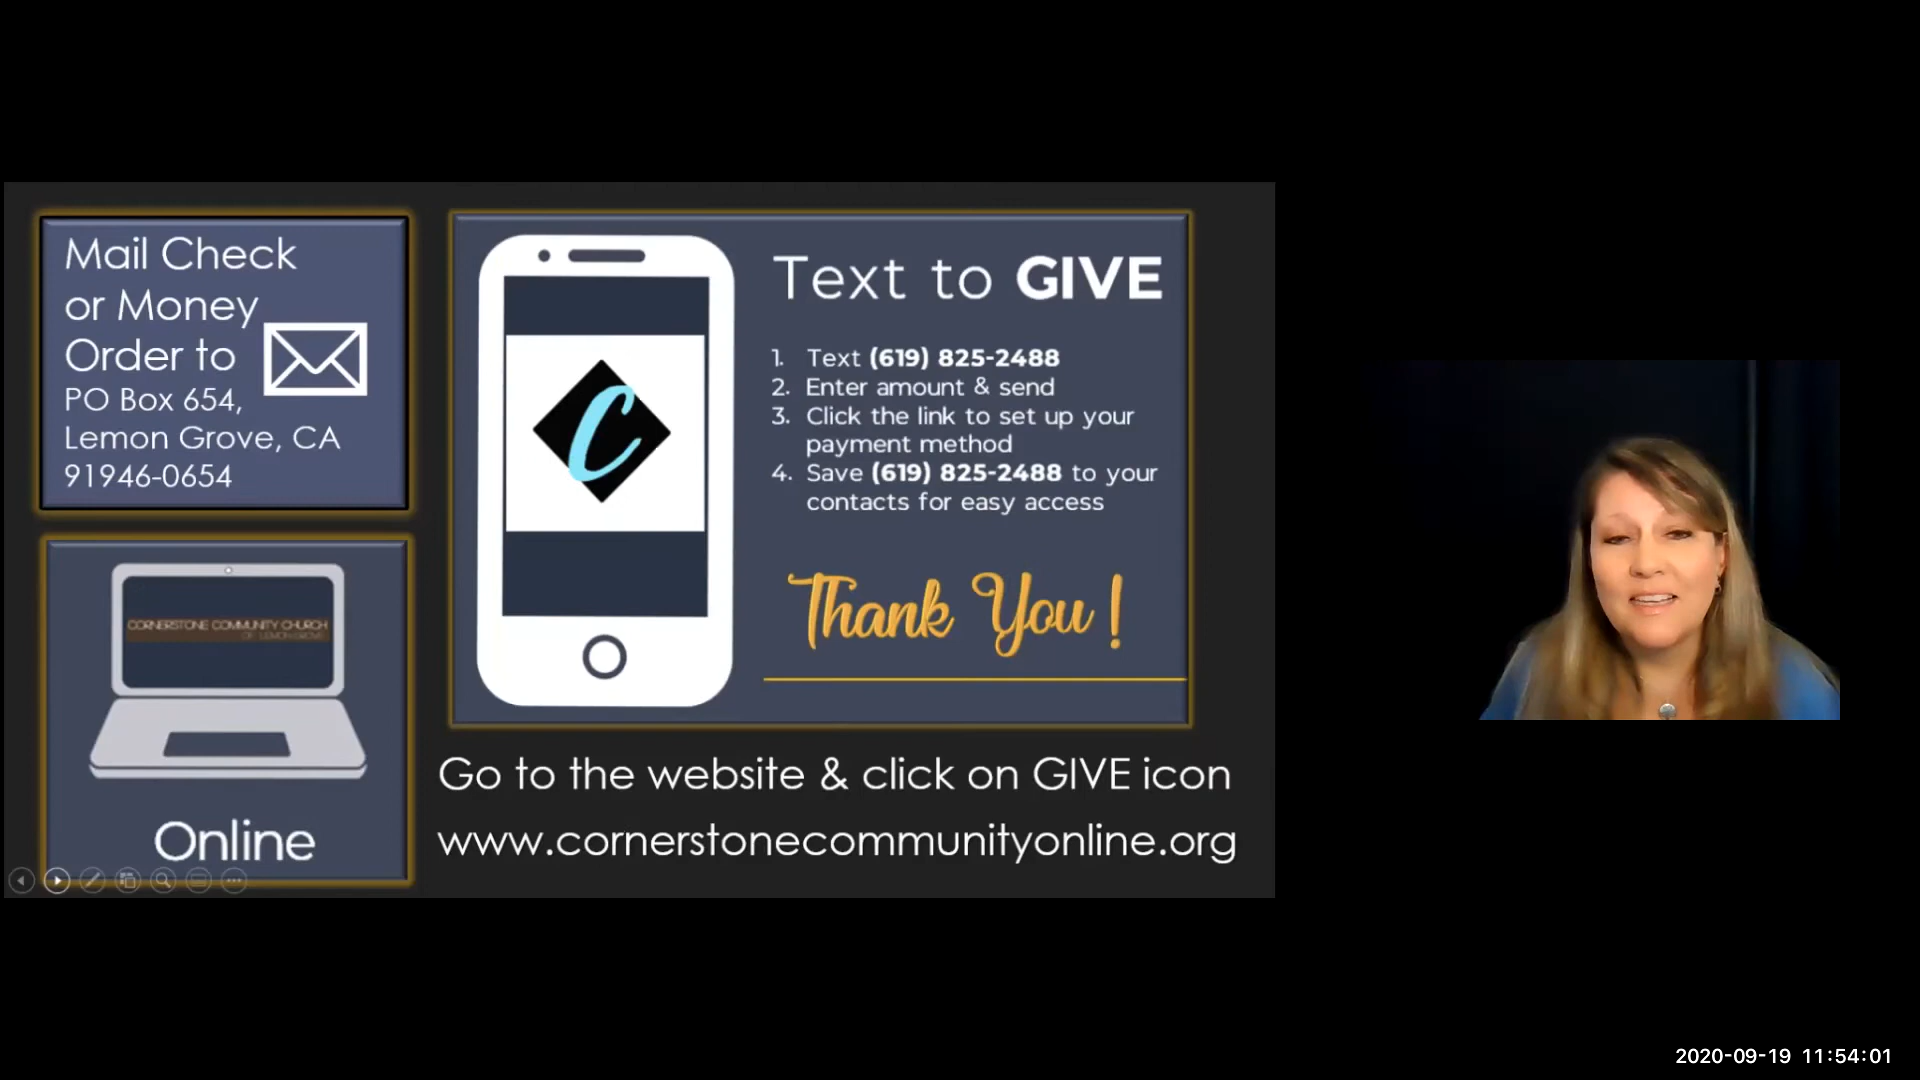 Mail Check
or Money
Order to
PO Box 654,
Lemon Grove, CA
91946-0654
C
Text to GIVE
1. Text (619) 825-2488
2. Enter amount & send
3. Click the link to set up your
payment method
4. Save (619) 825-2488 to your
contacts for easy access
Thank You!
CORNERSTONE COMMUNITY CHURCH
OF LEMON GROVE
Online
Go to the website & click on GIVE icon
www.cornerstonecommunityonline.org
2020-09-19 11:54:01